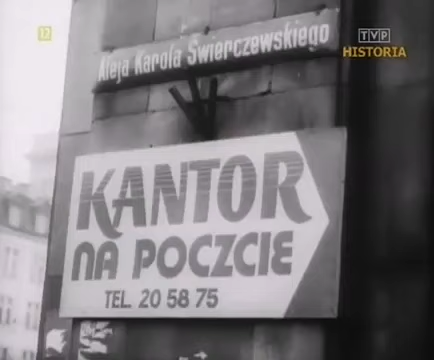 12
TVP
HISTORIA
Aleja Karola Świerczewskiego
KANTOR
NA POCZCIE
TEL. 20 58 75